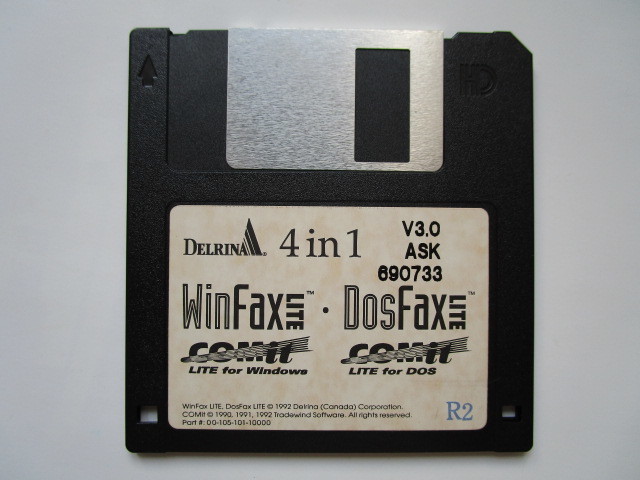 HD
DELRINA® 4 in 1
V3.0
ASK
690733
WinFax LITE™ · DosFax LITE™
COMit COMit
LITE for Windows LITE for DOS
WinFax LITE, DosFax LITE © 1992 Delrina (Canada) Corporation.
COMit © 1990, 1991, 1992 Tradewind Software. All rights reserved.
Part #: 00-105-101-10000
R2